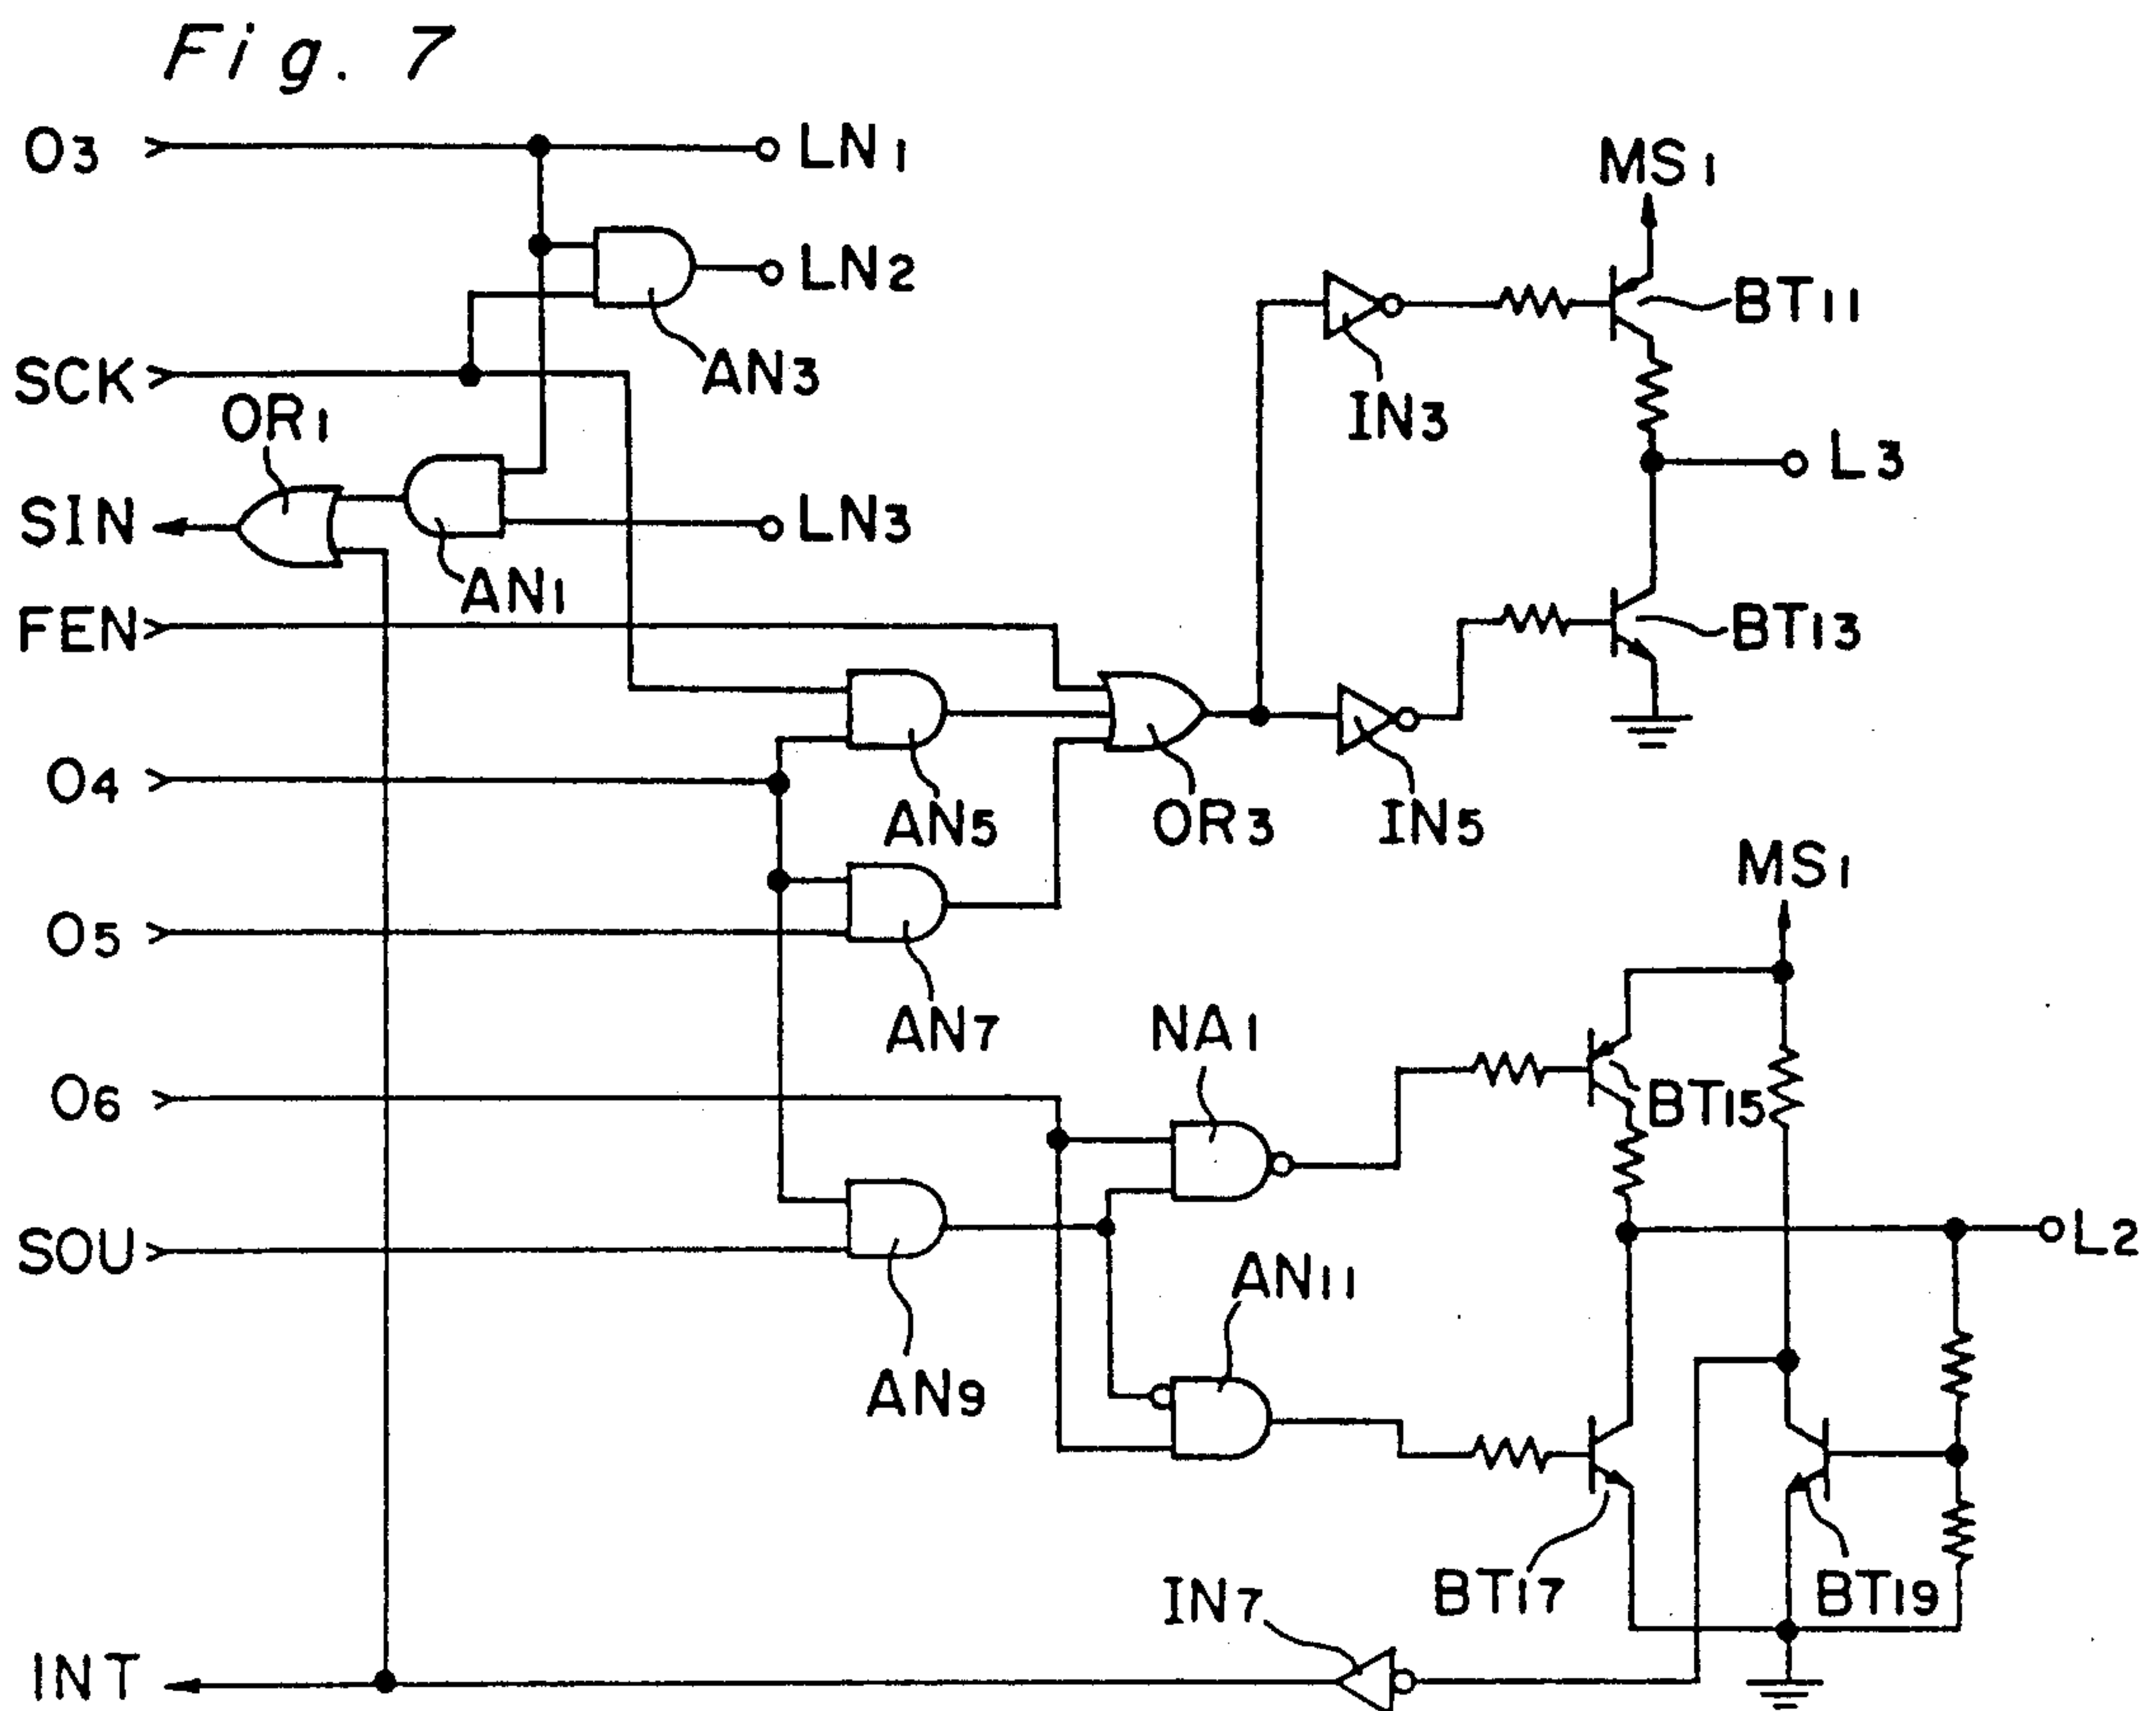 Fig. 7
O3
LN1
MS1
LN2
BT11
SCK
AN3
OR1
IN3
L3
SIN
LN3
AN1
FEN
BT13
O4
AN5
OR3
IN5
MS1
O5
AN7
NA1
O6
BT15
SOU
L2
AN11
AN9
IN7
BT17
BT19
INT